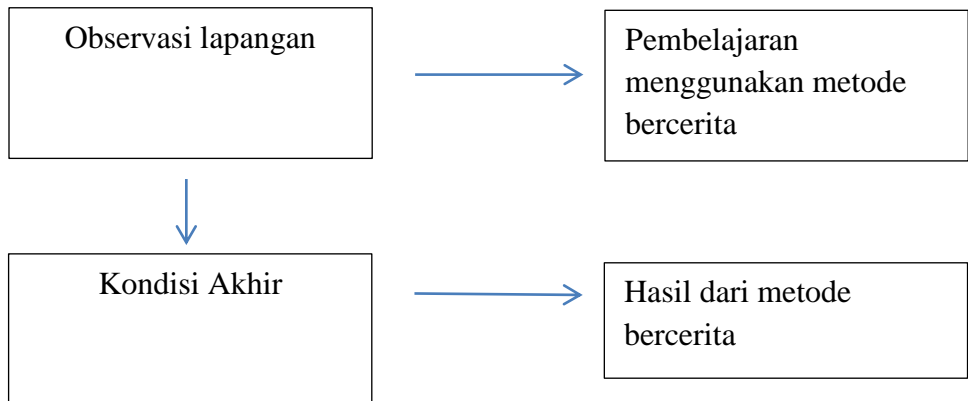 Observasi lapangan
Pembelajaran
menggunakan metode
bercerita
Kondisi Akhir
Hasil dari metode
bercerita